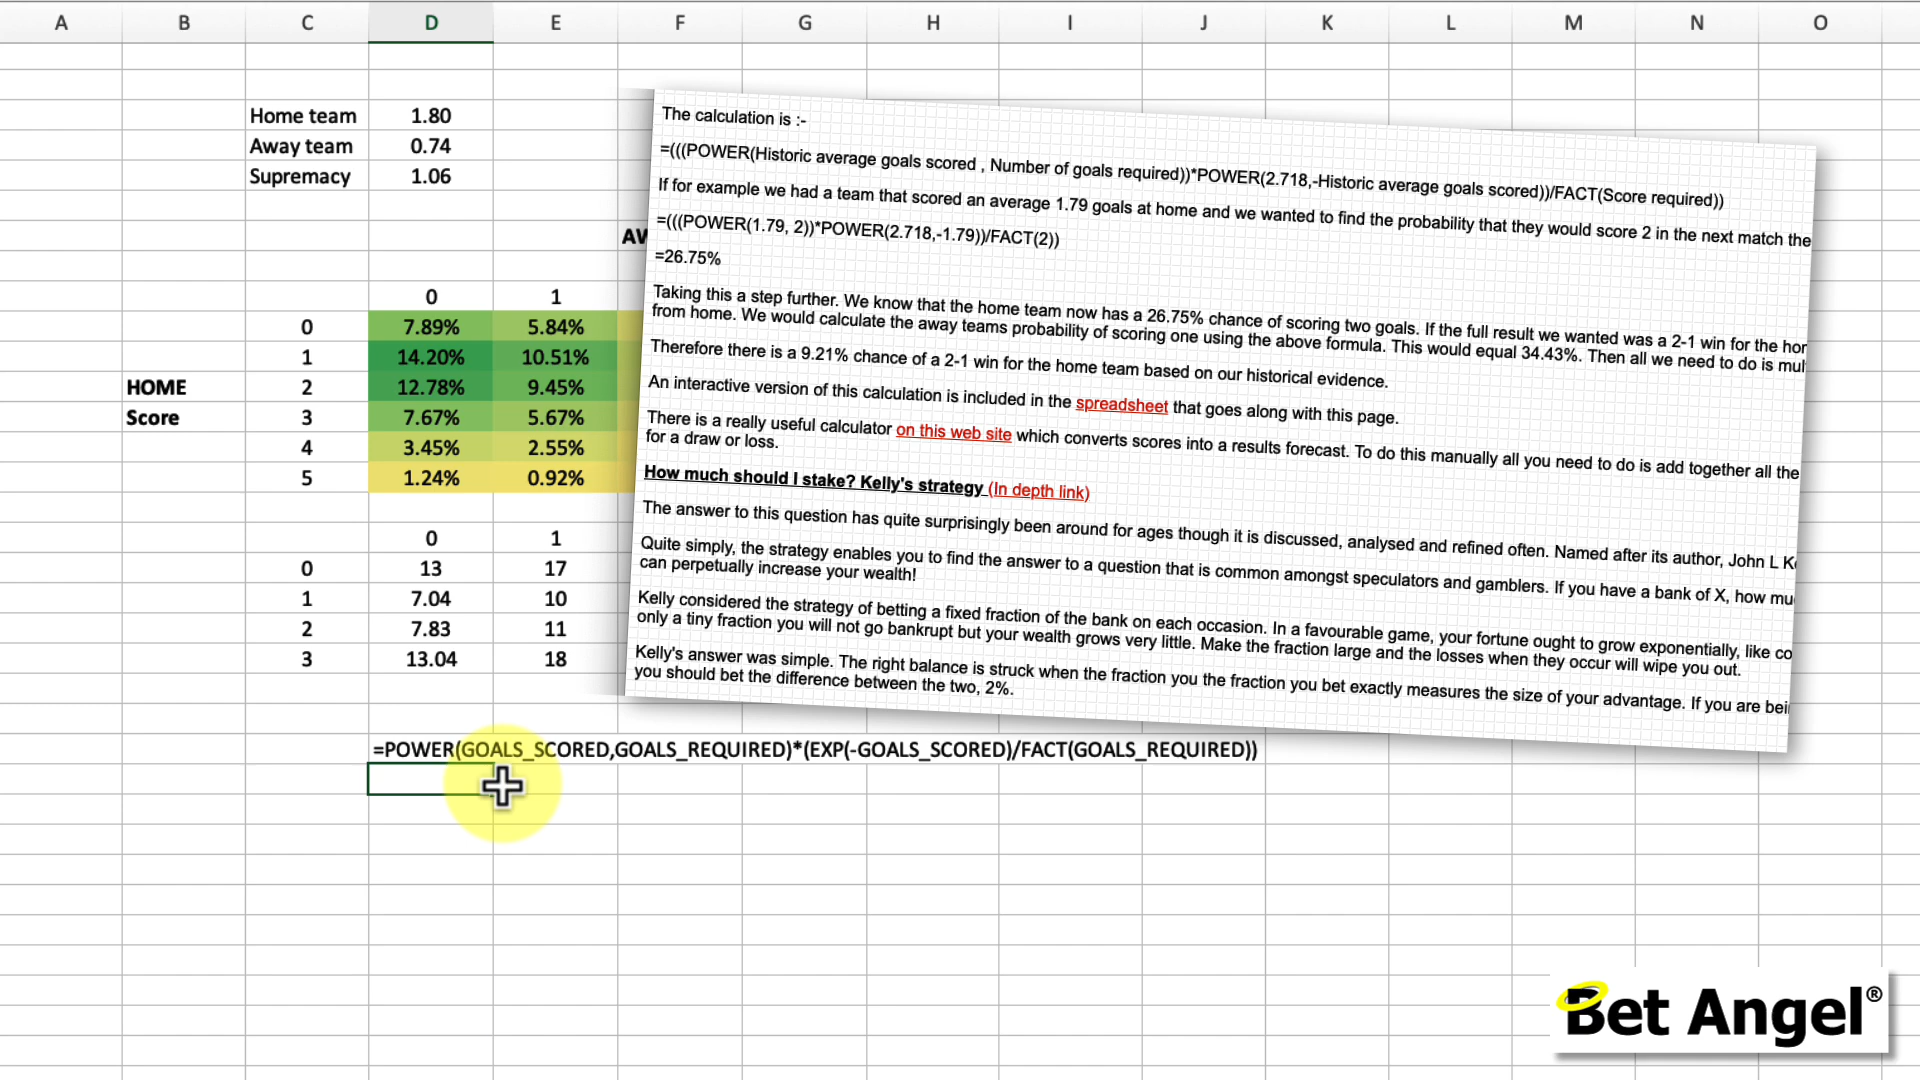 A B C D E F G H I J K L M N O
Home team 1.80
Away team 0.74
Supremacy 1.06
0 1
0 7.89% 5.84%
1 14.20% 10.51%
HOME 2 12.78% 9.45%
Score 3 7.67% 5.67%
4 3.45% 2.55%
5 1.24% 0.92%
0 1
0 13 17
1 7.04 10
2 7.83 11
3 13.04 18
=POWER(GOALS_SCORED,GOALS_REQUIRED)*(EXP(-GOALS_SCORED)/FACT(GOALS_REQUIRED))
The calculation is :-
=(((POWER(Historic average goals scored , Number of goals required))*POWER(2.718,-Historic average goals scored))/FACT(Score required))
If for example we had a team that scored an average 1.79 goals at home and we wanted to find the probability that they would score 2 in the next match the
=(((POWER(1.79, 2))*POWER(2.718,-1.79))/FACT(2))
=26.75%
Taking this a step further. We know that the home team now has a 26.75% chance of scoring two goals. If the full result we wanted was a 2-1 win for the
from home. We would calculate the away teams probability of scoring one using the above formula. This would equal 34.43%. Then all we need to do is
Therefore there is a 9.21% chance of a 2-1 win for the home team based on our historical evidence.
An interactive version of this calculation is included in the spreadsheet that goes along with this page.
There is a really useful calculator on this web site which converts scores into a results forecast. To do this manually all you need to do is add together all the
for a draw or loss.
How much should I stake? Kelly's strategy (In depth link)
The answer to this question has quite surprisingly been around for ages though it is discussed, analysed and refined often. Named after its author, John L
Quite simply, the strategy enables you to find the answer to a question that is common amongst speculators and gamblers. If you have a bank of X, how
can perpetually increase your wealth!
Kelly considered the strategy of betting a fixed fraction of the bank on each occasion. In a favourable game, your fortune ought to grow exponentially, like
only a tiny fraction you will not go bankrupt but your wealth grows very little. Make the fraction large and the losses when they occur will wipe you out.
Kelly's answer was simple. The right balance is struck when the fraction you the fraction you bet exactly measures the size of your advantage. If you are
you should bet the difference between the two, 2%.
Bet Angel®